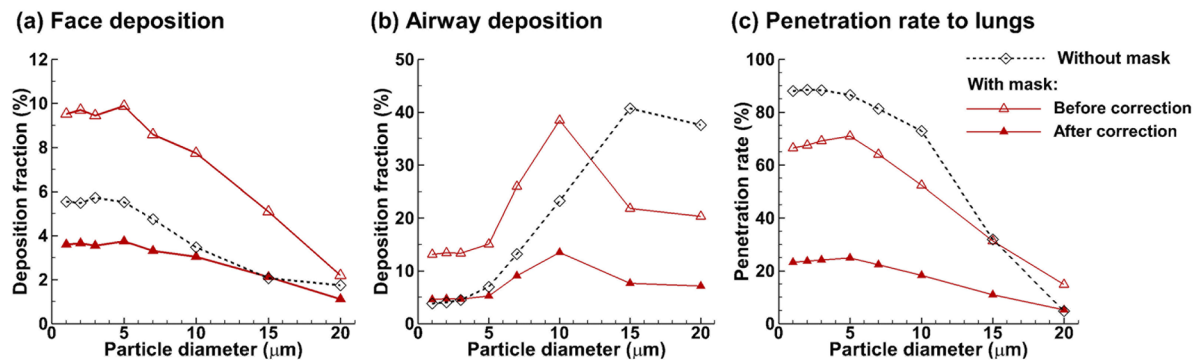 (a) Face deposition
12
10
8
6
4
2
0
0
5
10
15
20
Deposition fraction (%)
Particle diameter (μm)
(b) Airway deposition
50
40
30
20
10
0
0
5
10
15
20
Deposition fraction (%)
Particle diameter (μm)
(c) Penetration rate to lungs
100
80
60
40
20
0
0
5
10
15
20
Penetration rate (%)
Particle diameter (μm)
Without mask
With mask:
Before correction
After correction